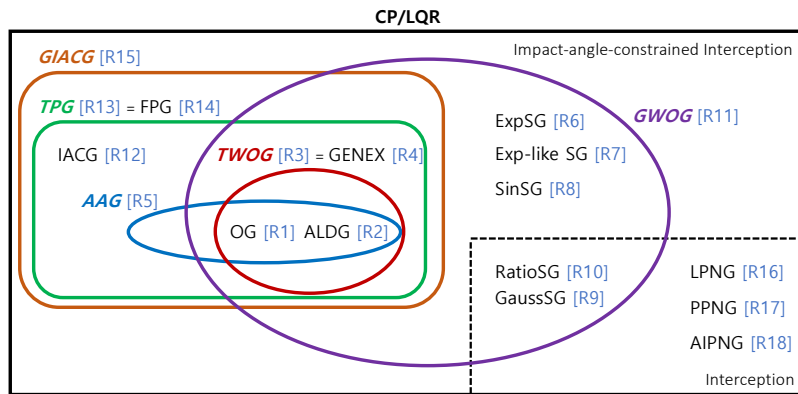 CP/LQR
GIACG [R15]
Impact-angle-constrained Interception
TPG [R13] = FPG [R14]
ExpSG [R6]
GWOG [R11]
IACG [R12]
TWOG [R3] = GENEX [R4]
Exp-like SG [R7]
AAG [R5]
SinSG [R8]
OG [R1] ALDG [R2]
RatioSG [R10]
LPNG [R16]
GaussSG [R9]
PPNG [R17]
AIPNG [R18]
Interception